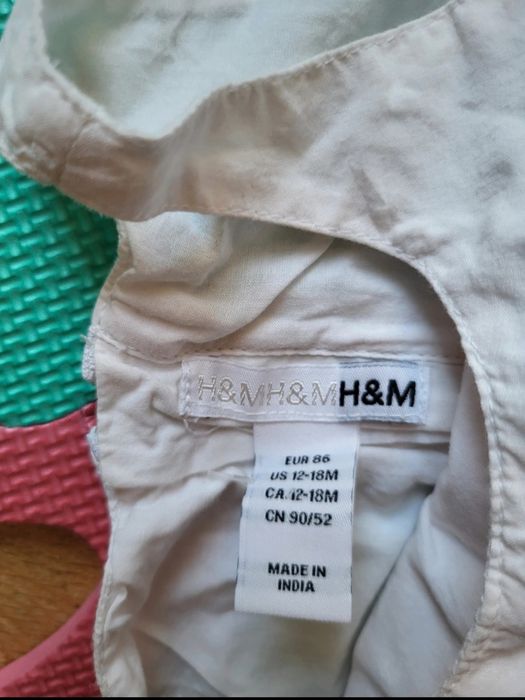 H&MH&MH&M
EUR 86
US 12-18M
CA.12-18M
CN 90/52
MADE IN
INDIA